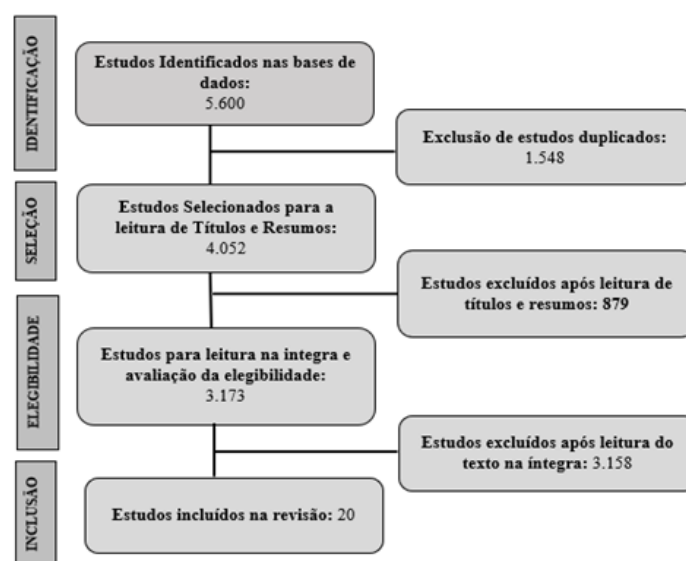 IDENTIFICAÇÃO
Estudos Identificados nas bases de
dados:
5.600
Exclusão de estudos duplicados:
1.548
SELEÇÃO
Estudos Selecionados para a
leitura de Títulos e Resumos:
4.052
Estudos excluídos após leitura de
títulos e resumos: 879
ELEGIBILIDADE
Estudos para leitura na integra e
avaliação da elegibilidade:
3.173
Estudos excluídos após leitura do
texto na íntegra: 3.158
INCLUSÃO
Estudos incluídos na revisão: 20